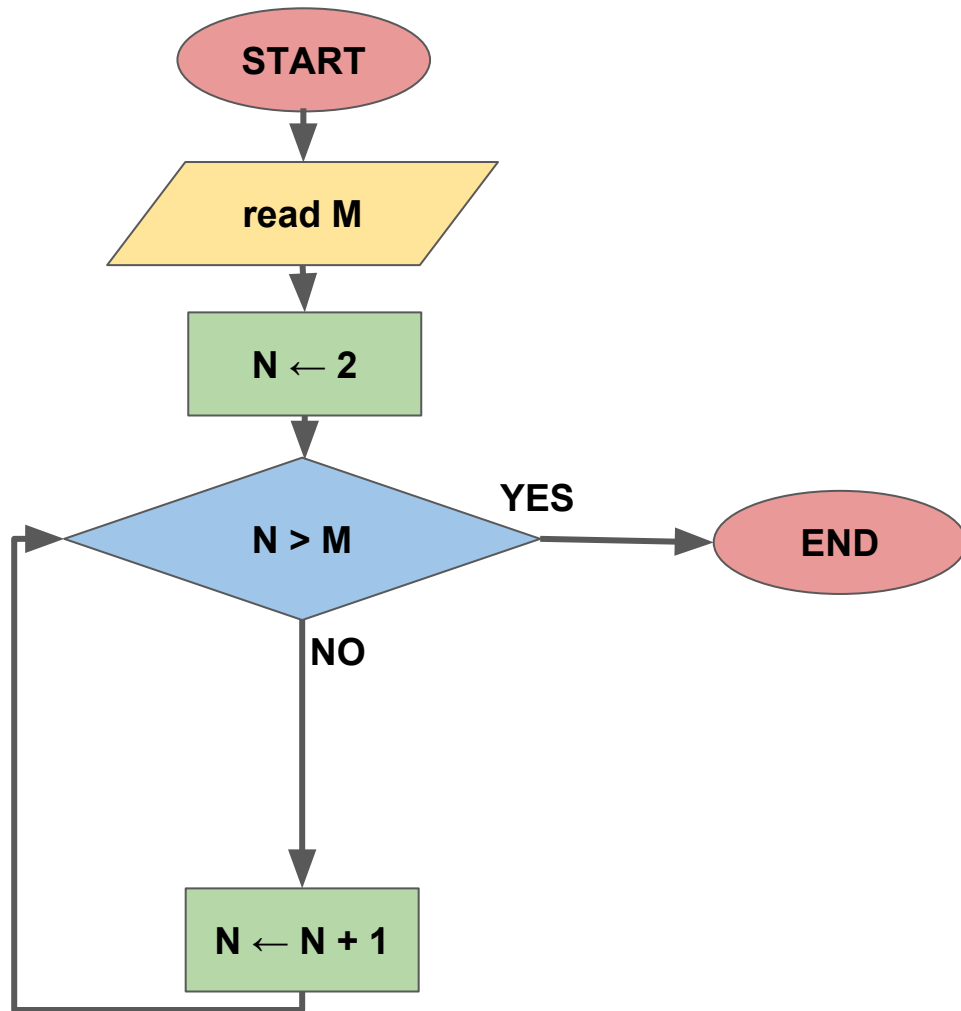 START
read M
N ← 2
N > M
YES
END
NO
N ← N + 1